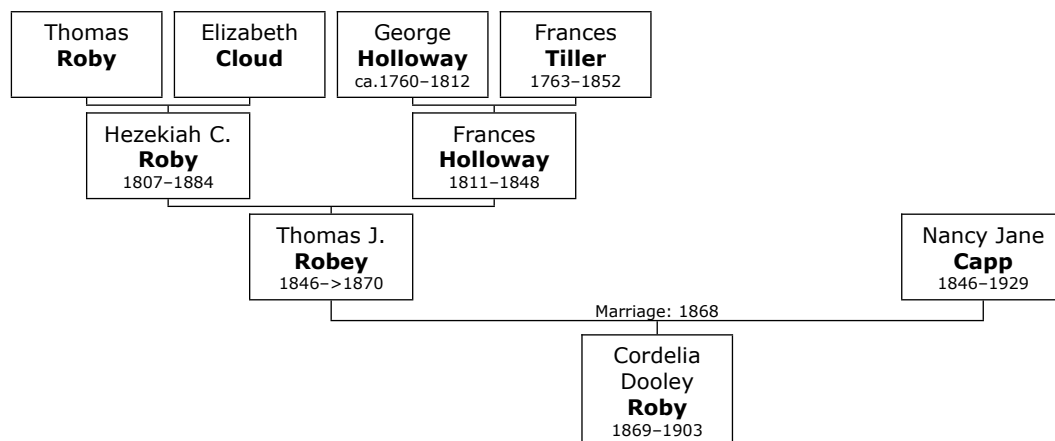 Thomas
Roby
Elizabeth
Cloud
George
Holloway
ca.1760–1812
Frances
Tiller
1763–1852
Hezekiah C.
Roby
1807–1884
Frances
Holloway
1811–1848
Thomas J.
Robey
1846–>1870
Nancy Jane
Capp
1846–1929
Marriage: 1868
Cordelia
Dooley
Roby
1869–1903